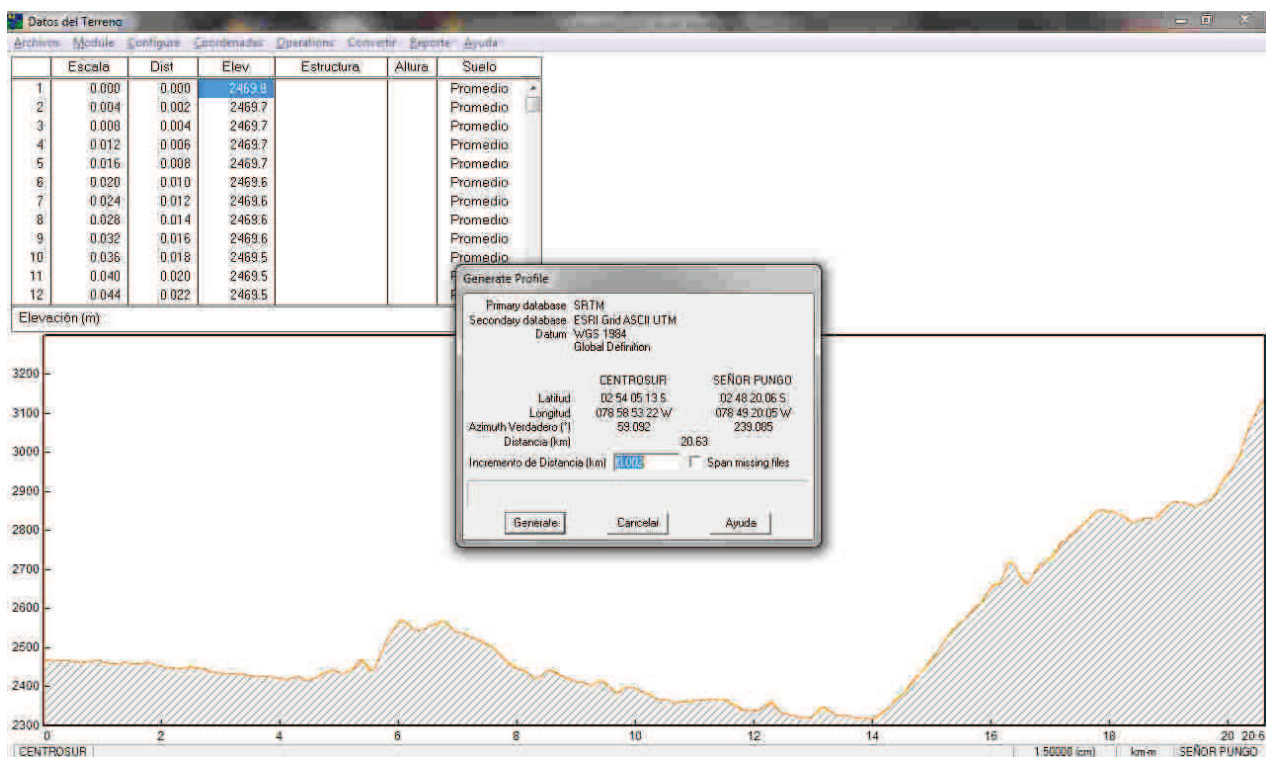 Datos del Terreno
Archivos Module Configure Coordenadas Operations Convertir Reporte Ayuda
Escala Dist Elev Estructura Altura Suelo
1 0.000 0.000 2469.8 Promedio
2 0.004 0.002 2469.7 Promedio
3 0.008 0.004 2469.7 Promedio
4 0.012 0.006 2469.7 Promedio
5 0.016 0.008 2469.7 Promedio
6 0.020 0.010 2469.6 Promedio
7 0.024 0.012 2469.6 Promedio
8 0.028 0.014 2469.6 Promedio
9 0.032 0.016 2469.6 Promedio
10 0.036 0.018 2469.5 Promedio
11 0.040 0.020 2469.5
12 0.044 0.022 2469.5
Elevación (m)
Generate Profile
Primary database SRTM
Secondary database ESRI Grid ASCII UTM
Datum WGS 1984
Global Definition
CENTROSUR SEÑOR PUNGO
Latitud 02 54 05.13 S 02 48 20.06 S
Longitud 078 58 53.22 W 078 49 20.05 W
Azimuth Verdadero (°) 59.092 239.085
Distancia (km) 20.63
Incremento de Distancia (km) 0.002 Span missing files
Generate Cancelar Ayuda
3200
3100
3000
2900
2800
2700
2600
2500
2400
2300
0 2 4 6 8 10 12 14 16 18 20 20.6
CENTROSUR 1:50000 (cm) km-m SEÑOR PUNGO